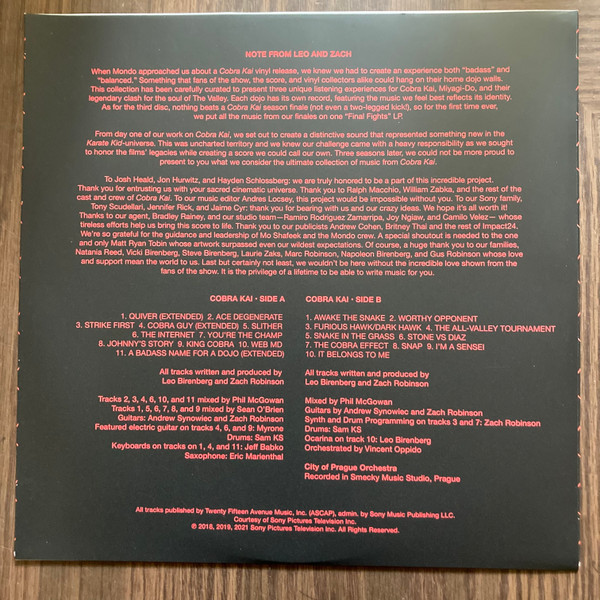 NOTE FROM LEO AND ZACH
When Mondo approached us about a Cobra Kai vinyl release, we knew we had to create an experience both “badass” and
“balanced.” Something that fans of the show, the score, and vinyl collectors alike could hang on their home dojo walls.
This collection has been carefully curated to present three unique listening experiences for Cobra Kai, Miyagi-Do, and their
legendary clash for the soul of The Valley. Each dojo has its own record, featuring the music we feel best reflects its identity.
As for the third disc, nothing beats a Cobra Kai season finale (not even a two-legged kick!), so for the first time ever,
we put all the music from our finales on one “Final Fights” LP.
From day one of our work on Cobra Kai, we set out to create a distinctive sound that represented something new in the
Karate Kid-universe. This was uncharted territory and we knew our challenge came with a heavy responsibility as we sought
to honor the films’ legacies while creating a score we could call our own. Three seasons later, we could not be more proud to
present to you what we consider the ultimate collection of music from Cobra Kai.
To Josh Heald, Jon Hurwitz, and Hayden Schlossberg: we are truly honored to be a part of this incredible project.
Thank you for entrusting us with your sacred cinematic universe. Thank you to Ralph Macchio, William Zabka, and the rest of the
cast and crew of Cobra Kai. To our music editor Andres Locsey, this project would be impossible without you. To our Sony family,
Tony Scudellari, Jennifer Rick, and Jaime Cyr: thank you for bearing with us and our crazy ideas. We hope it’s all worth it!
Thanks to our agent, Bradley Rainey, and our studio team—Ramiro Rodriguez Zamarripa, Joy Ngiaw, and Camilo Velez— whose
tireless efforts help us bring this score to life. Thank you to our publicists Andrew Cohen, Britney Thai and the rest of Impact24.
We’re so grateful for the guidance and leadership of Mo Shafeek and the Mondo crew. A special shoutout is needed to the one
and only Matt Ryan Tobin whose artwork surpassed even our wildest expectations. Of course, a huge thank you to our families,
Natania Reed, Vicki Birenberg, Steve Birenberg, Laurie Zaks, Marc Robinson, Napoleon Birenberg, and Gus Robinson whose love
and support mean the world to us. Last but certainly not least, we wouldn’t be here without the incredible love shown from the
fans of the show. It is the privilege of a lifetime to be able to write music for you.
COBRA KAI • SIDE A
1. QUIVER (EXTENDED) 2. ACE DEGENERATE
3. STRIKE FIRST 4. COBRA GUY (EXTENDED) 5. SLITHER
6. THE INTERNET 7. YOU’RE THE CHAMP
8. JOHNNY’S STORY 9. KING COBRA 10. WEB MD
11. A BADASS NAME FOR A DOJO (EXTENDED)
All tracks written and produced by
Leo Birenberg and Zach Robinson
Tracks 2, 3, 4, 6, 10, and 11 mixed by Phil McGowan
Tracks 1, 5, 6, 7, 8, and 9 mixed by Sean O’Brien
Guitars: Andrew Synowiec and Zach Robinson
Featured electric guitar on tracks 4, 6, and 9: Myrone
Drums: Sam KS
Keyboards on tracks on 1, 4, and 11: Jeff Babko
Saxophone: Eric Marienthal
COBRA KAI • SIDE B
1. AWAKE THE SNAKE 2. WORTHY OPPONENT
3. FURIOUS HAWK/DARK HAWK 4. THE ALL-VALLEY TOURNAMENT
5. SNAKE IN THE GRASS 6. STONE VS DIAZ
7. THE COBRA EFFECT 8. SNAP 9. I’M A SENSEI
10. IT BELONGS TO ME
All tracks written and produced by
Leo Birenberg and Zach Robinson
Mixed by Phil McGowan
Guitars by Andrew Synowiec and Zach Robinson
Synth and Drum Programming on tracks 3 and 7: Zach Robinson
Drums: Sam KS
Ocarina on track 10: Leo Birenberg
Orchestrated by Vincent Oppido
City of Prague Orchestra
Recorded in Smecky Music Studio, Prague
All tracks published by Twenty Fifteen Avenue Music, Inc. (ASCAP), admin. by Sony Music Publishing LLC.
Courtesy of Sony Pictures Television Inc.
© 2018, 2019, 2021 Sony Pictures Television Inc. All Rights Reserved.